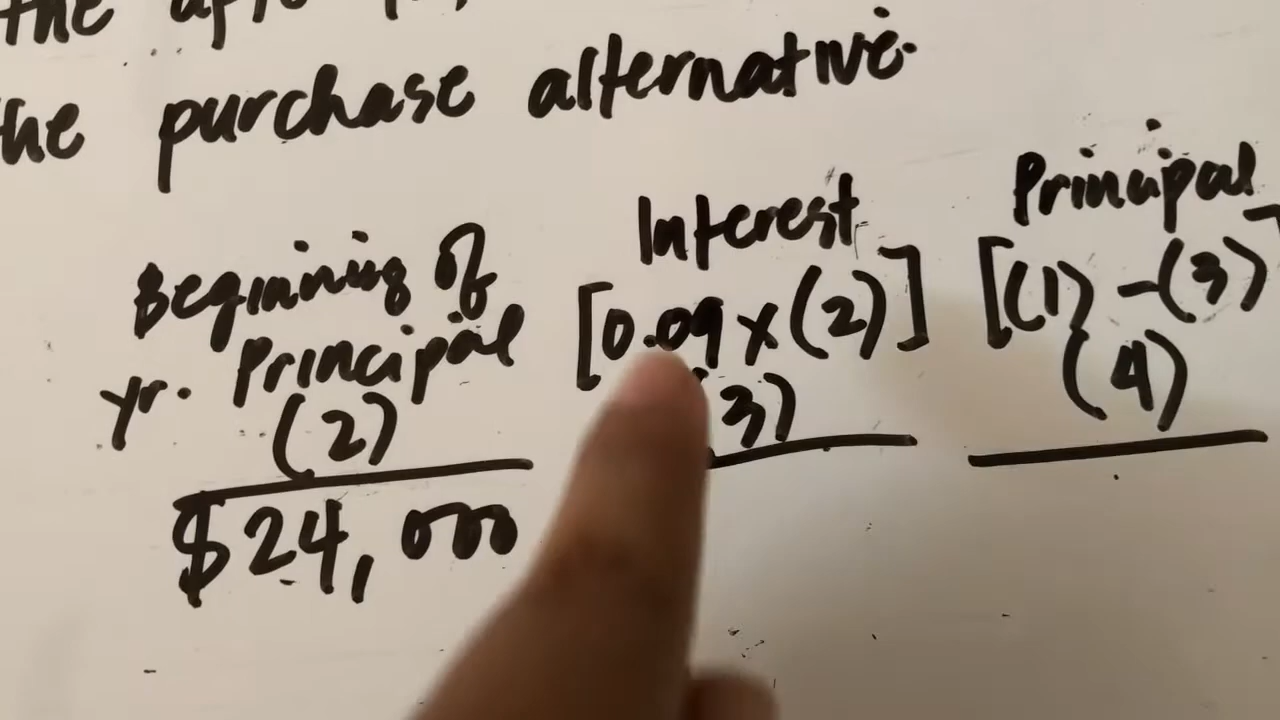 the
the purchase alternative.
Beginning of
yr. Principal
(2)
$24,000
Interest
[0.09 x (2)]
(3)
Principal
[(1) - (3)]
(4)